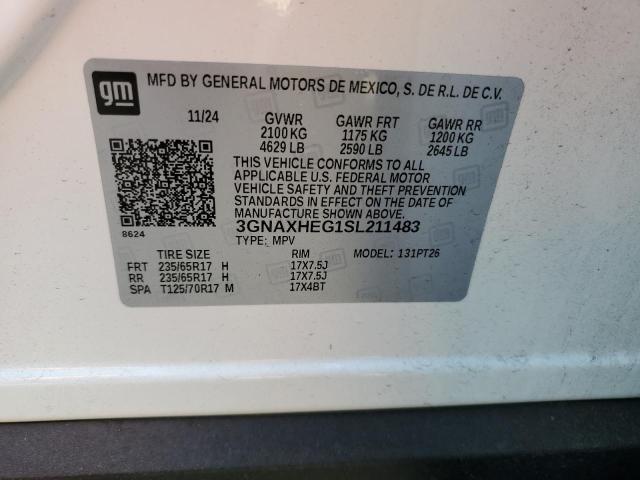 gm
MFD BY GENERAL MOTORS DE MEXICO, S. DE R.L. DE C.V.
11/24 GVWR GAWR FRT GAWR RR
2100 KG 1175 KG 1200 KG
4629 LB 2590 LB 2645 LB
THIS VEHICLE CONFORMS TO ALL
APPLICABLE U.S. FEDERAL MOTOR
VEHICLE SAFETY AND THEFT PREVENTION
STANDARDS IN EFFECT ON THE DATE OF
MANUFACTURE SHOWN ABOVE.
3GNAXHEG1SL211483
8624
TYPE: MPV MODEL: 131PT26
TIRE SIZE RIM
FRT 235/65R17 H 17X7.5J
RR 235/65R17 H 17X7.5J
SPA T125/70R17 M 17X4BT